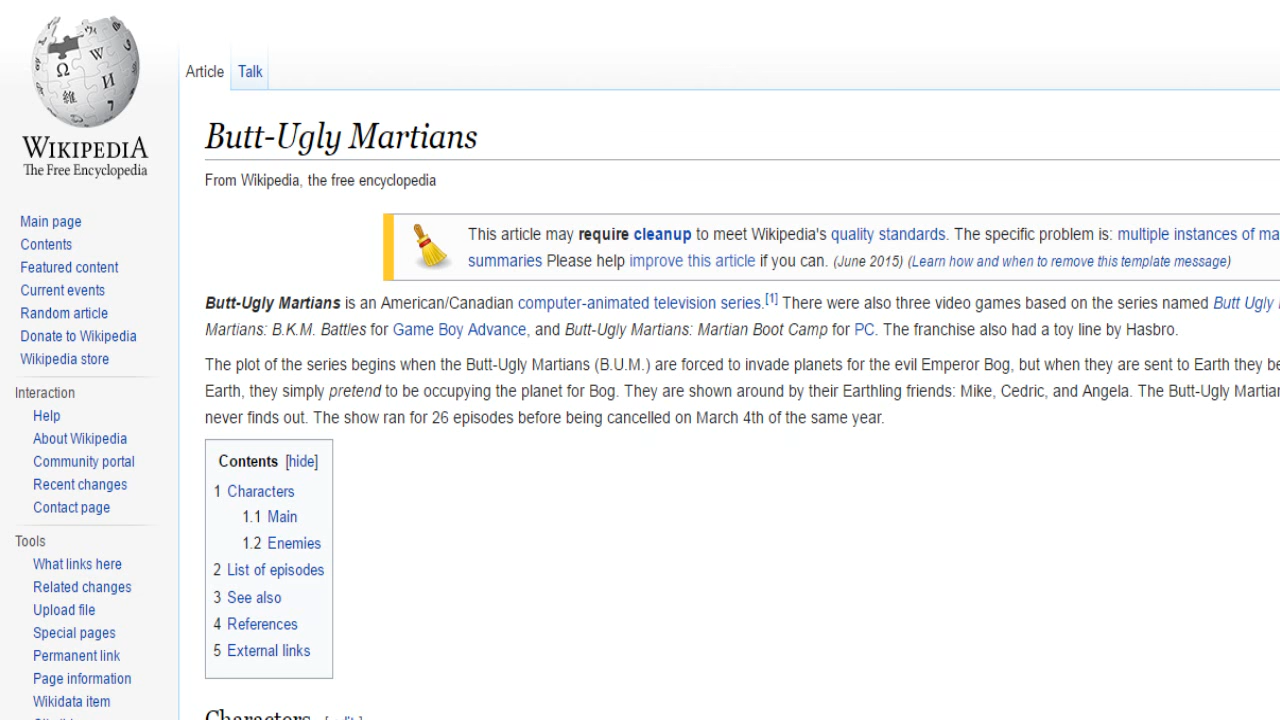 Article Talk
WIKIPEDIA
The Free Encyclopedia
Main page
Contents
Featured content
Current events
Random article
Donate to Wikipedia
Wikipedia store
Interaction
Help
About Wikipedia
Community portal
Recent changes
Contact page
Tools
What links here
Related changes
Upload file
Special pages
Permanent link
Page information
Wikidata item
Butt-Ugly Martians
From Wikipedia, the free encyclopedia
This article may require cleanup to meet Wikipedia's quality standards. The specific problem is: multiple instances of ma
summaries Please help improve this article if you can. (June 2015) (Learn how and when to remove this template message)
Butt-Ugly Martians is an American/Canadian computer-animated television series.[1] There were also three video games based on the series named Butt Ugly
Martians: B.K.M. Battles for Game Boy Advance, and Butt-Ugly Martians: Martian Boot Camp for PC. The franchise also had a toy line by Hasbro.
The plot of the series begins when the Butt-Ugly Martians (B.U.M.) are forced to invade planets for the evil Emperor Bog, but when they are sent to Earth they be
Earth, they simply pretend to be occupying the planet for Bog. They are shown around by their Earthling friends: Mike, Cedric, and Angela. The Butt-Ugly Martian
never finds out. The show ran for 26 episodes before being cancelled on March 4th of the same year.
Contents [hide]
1 Characters
1.1 Main
1.2 Enemies
2 List of episodes
3 See also
4 References
5 External links
Characters [edit]